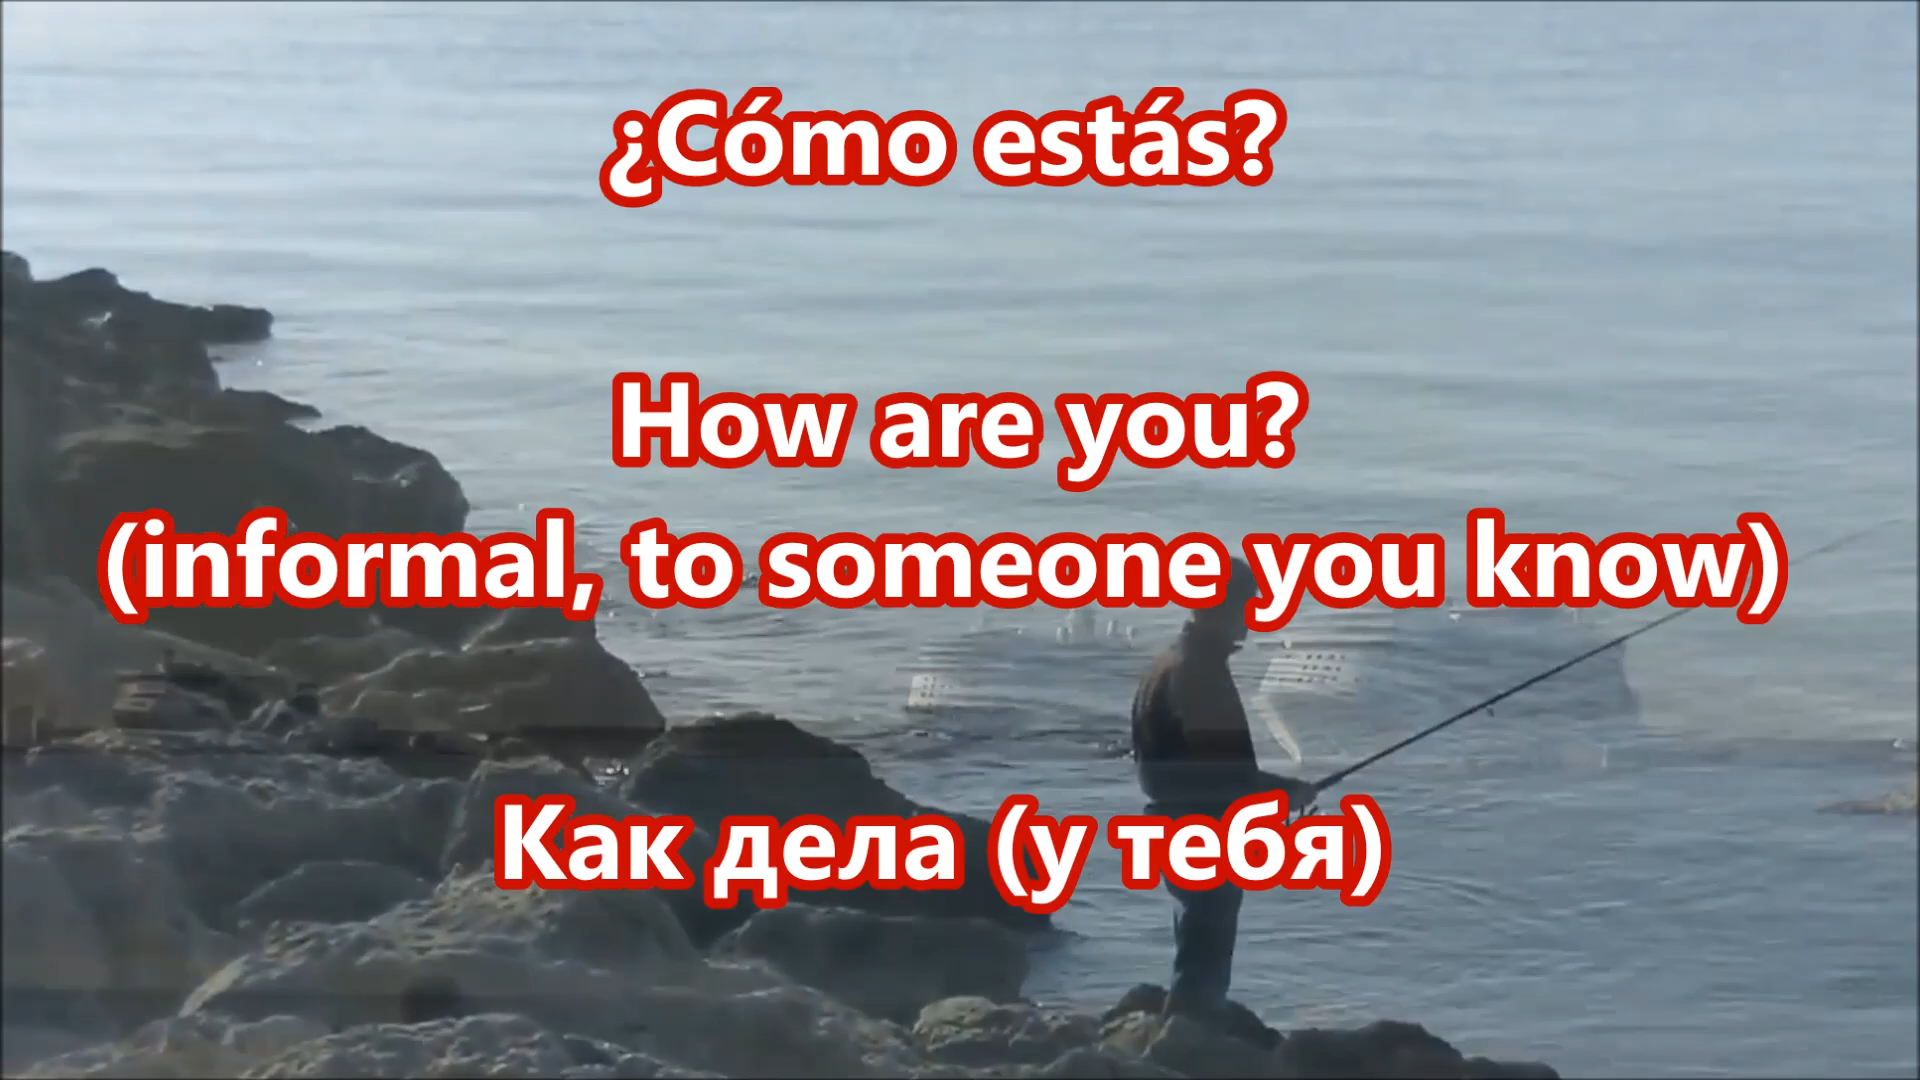 ¿Cómo estás?
How are you?
(informal, to someone you know)
Как дела (у тебя)